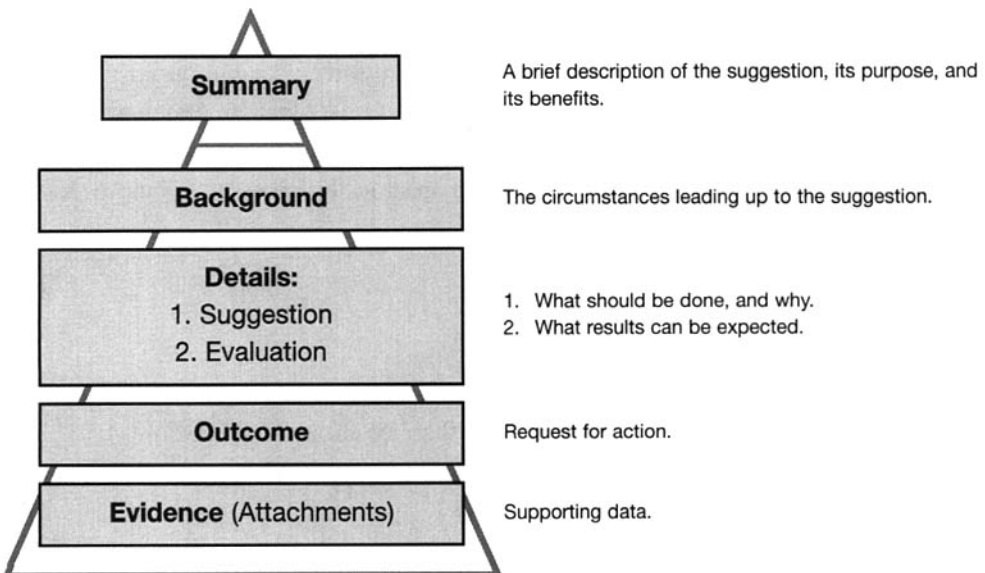 Summary
A brief description of the suggestion, its purpose, and
its benefits.
Background
The circumstances leading up to the suggestion.
Details:
1. Suggestion
2. Evaluation
1. What should be done, and why.
2. What results can be expected.
Outcome
Request for action.
Evidence (Attachments)
Supporting data.